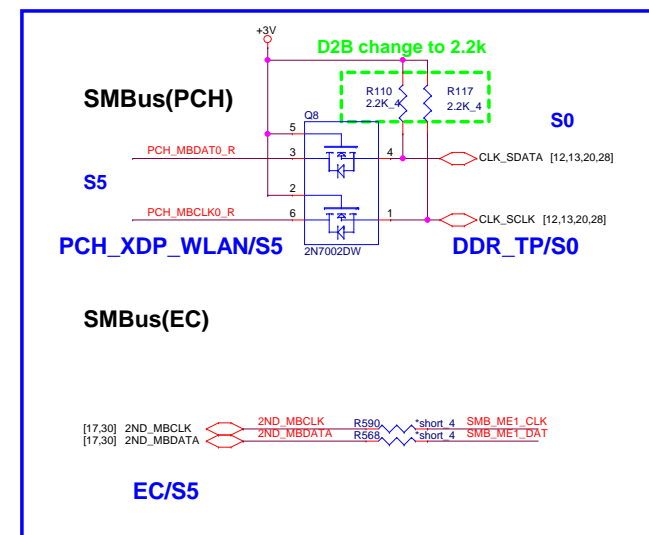 +3V
D2B change to 2.2k
SMBus(PCH)
R110
2.2K_4
R117
2.2K_4
Q8
S0
5
PCH_MBDAT0_R
3
4
CLK_SDATA [12,13,20,28]
S5
2
PCH_MBCLK0_R
6
1
CLK_SCLK [12,13,20,28]
PCH_XDP_WLAN/S5
2N7002DW
DDR_TP/S0
SMBus(EC)
[17,30] 2ND_MBCLK
2ND_MBCLK
R590
*short_4
SMB_ME1_CLK
[17,30] 2ND_MBDATA
2ND_MBDATA
R568
*short_4
SMB_ME1_DAT
EC/S5